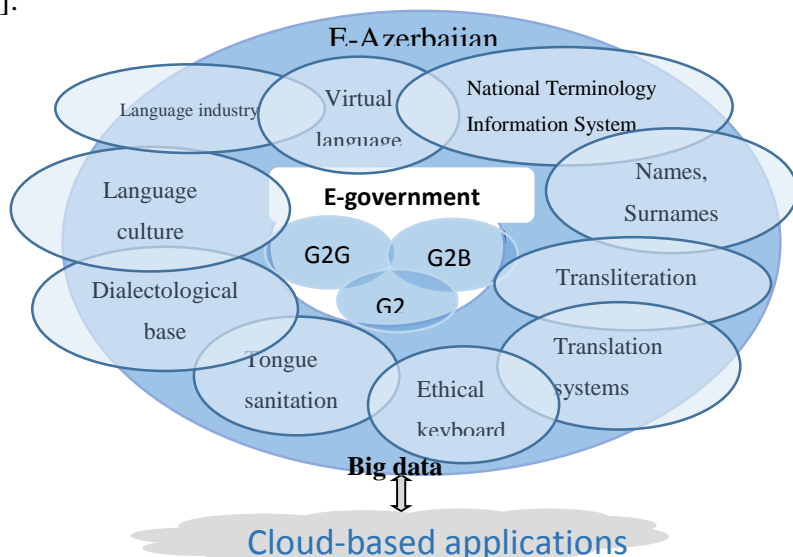 ].
E-Azerbaijan
Language industry
Virtual
language
National Terminology
Information System
Language
culture
E-government
Names,
Surnames
G2G
G2B
G2
Transliteration
Dialectological
base
Translation
systems
Tongue
sanitation
Ethical
keyboard
Big data
Cloud-based applications